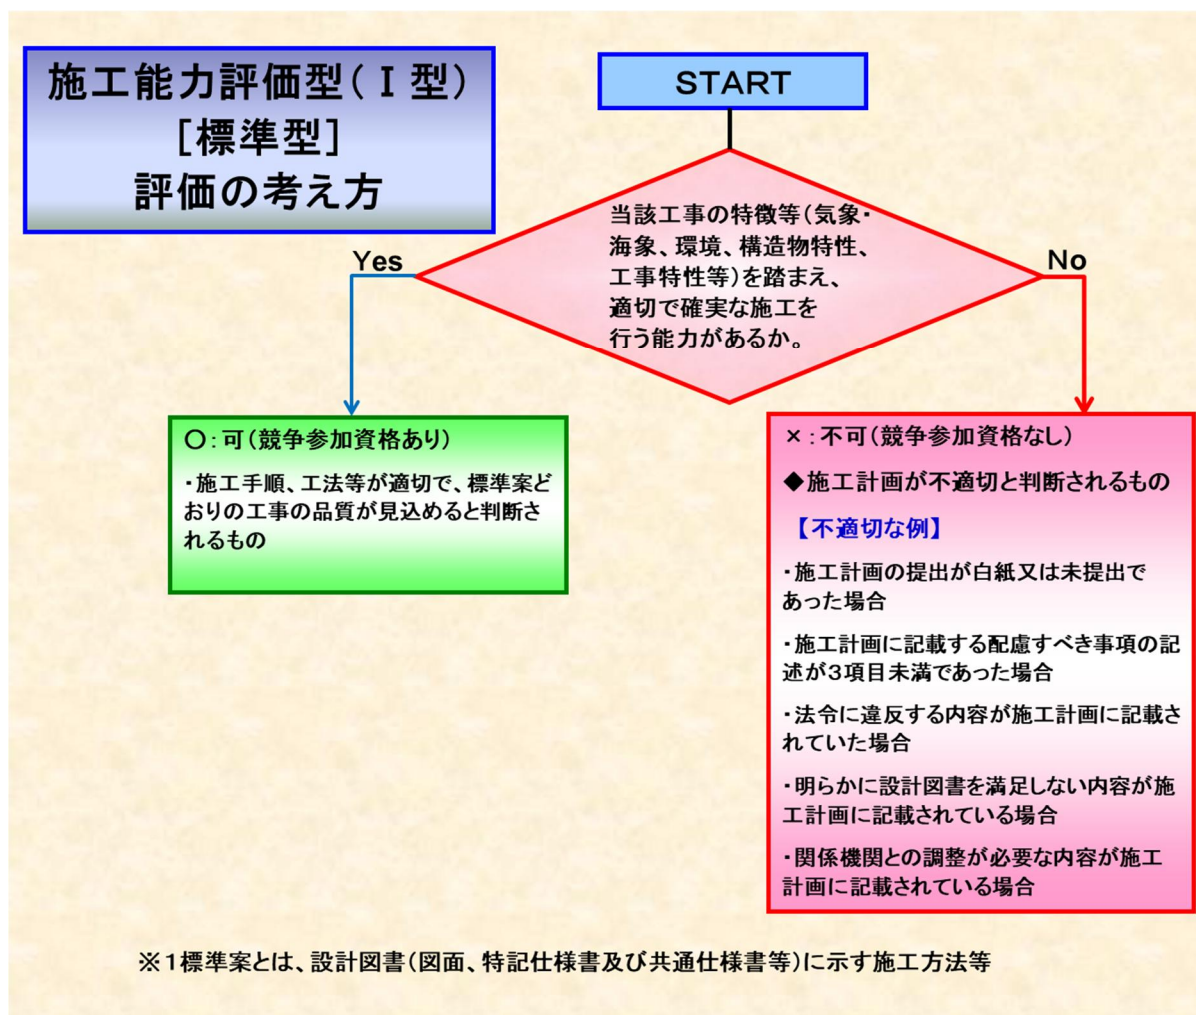 施工能力評価型(Ⅰ型)
[標準型]
評価の考え方
START
当該工事の特徴等(気象・
海象、環境、構造物特性、
工事特性等)を踏まえ、
適切で確実な施工を
行う能力があるか。
Yes
No
○:可(競争参加資格あり)
・施工手順、工法等が適切で、標準案ど
おりの工事の品質が見込めると判断さ
れるもの
×:不可(競争参加資格なし)
◆施工計画が不適切と判断されるもの
【不適切な例】
・施工計画の提出が白紙又は未提出で
あった場合
・施工計画に記載する配慮すべき事項の記
述が3項目未満であった場合
・法令に違反する内容が施工計画に記載さ
れていた場合
・明らかに設計図書を満足しない内容が施
工計画に記載されている場合
・関係機関との調整が必要な内容が施工
計画に記載されている場合
※1標準案とは、設計図書(図面、特記仕様書及び共通仕様書等)に示す施工方法等